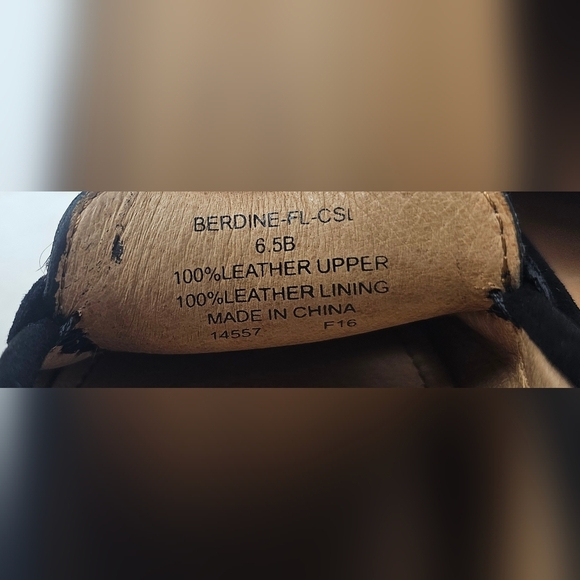 BERDINE-FL-CSL
6.5B
100%LEATHER UPPER
100%LEATHER LINING
MADE IN CHINA
14557 F16